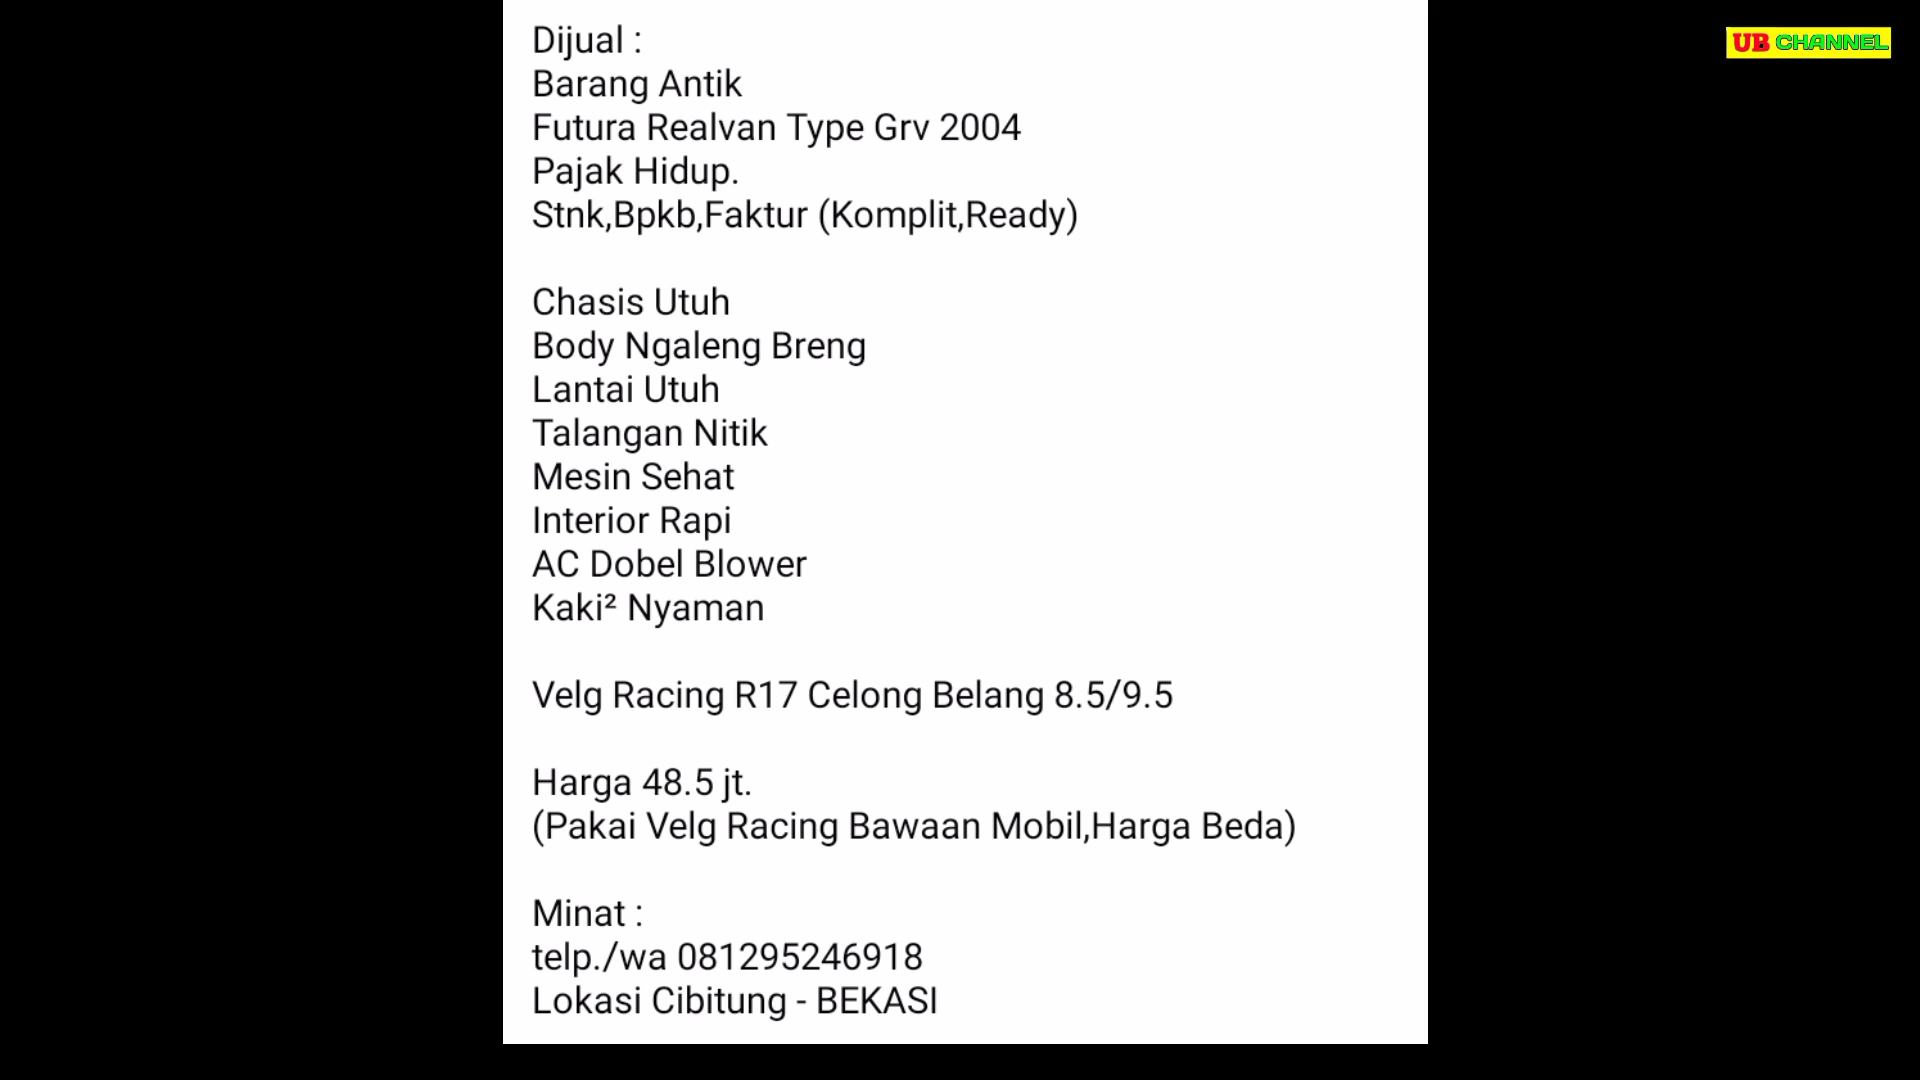 Dijual :
Barang Antik
Futura Realvan Type Grv 2004
Pajak Hidup.
Stnk,Bpkb,Faktur (Komplit,Ready)
Chasis Utuh
Body Ngaleng Breng
Lantai Utuh
Talangan Nitik
Mesin Sehat
Interior Rapi
AC Dobel Blower
Kaki² Nyaman
Velg Racing R17 Celong Belang 8.5/9.5
Harga 48.5 jt.
(Pakai Velg Racing Bawaan Mobil,Harga Beda)
Minat :
telp./wa 081295246918
Lokasi Cibitung - BEKASI
UB CHANNEL